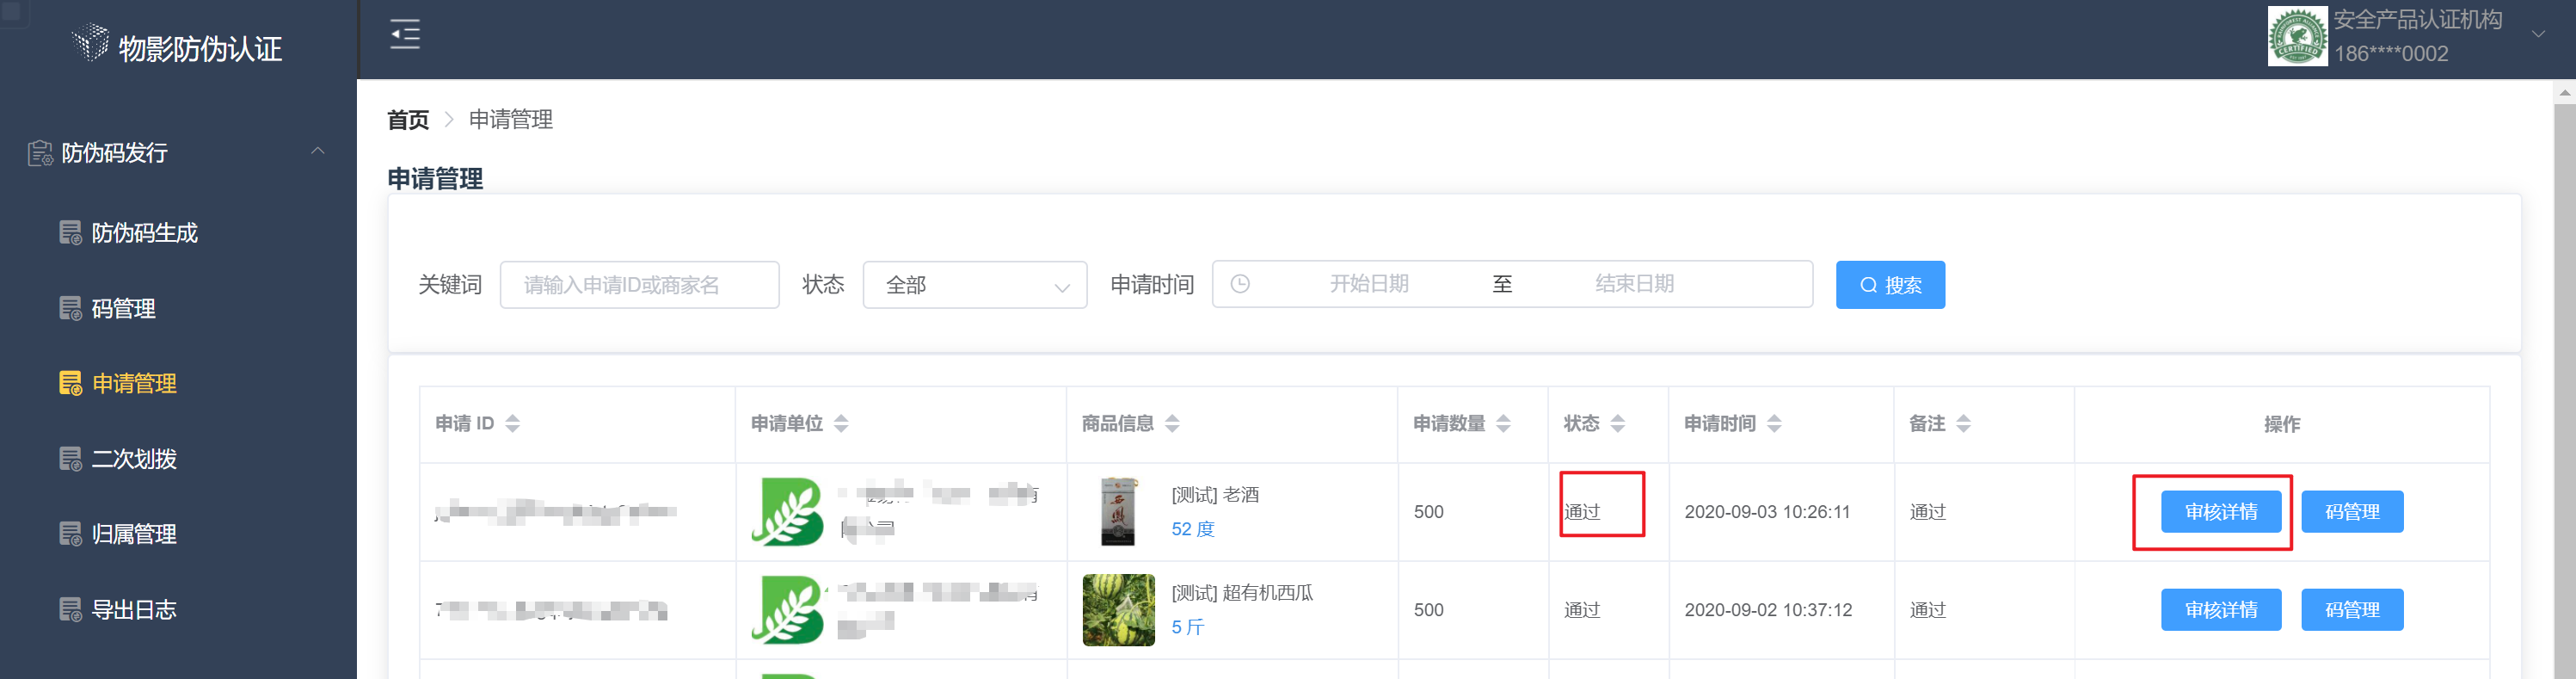 物影防伪认证
安全产品认证机构
186****0002
防伪码发行
防伪码生成
码管理
申请管理
二次划拨
归属管理
导出日志
首页 申请管理
申请管理
关键词 请输入申请ID或商家名 状态 全部 申请时间 开始日期 至 结束日期 搜索
申请 ID 申请单位 商品信息 申请数量 状态 申请时间 备注 操作
[测试] 老酒
52 度
500 通过 2020-09-03 10:26:11 通过 审核详情 码管理
[测试] 超有机西瓜
5 斤
500 通过 2020-09-02 10:37:12 通过 审核详情 码管理